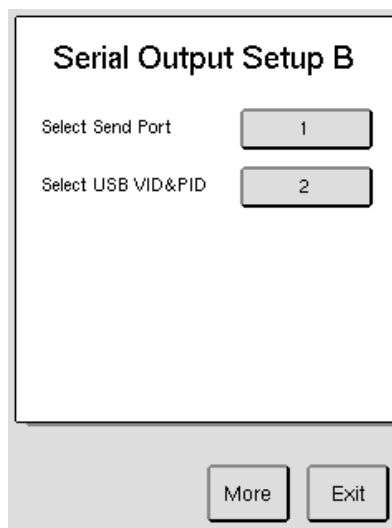 Serial Output Setup B
Select Send Port 1
Select USB VID&PID 2
More Exit